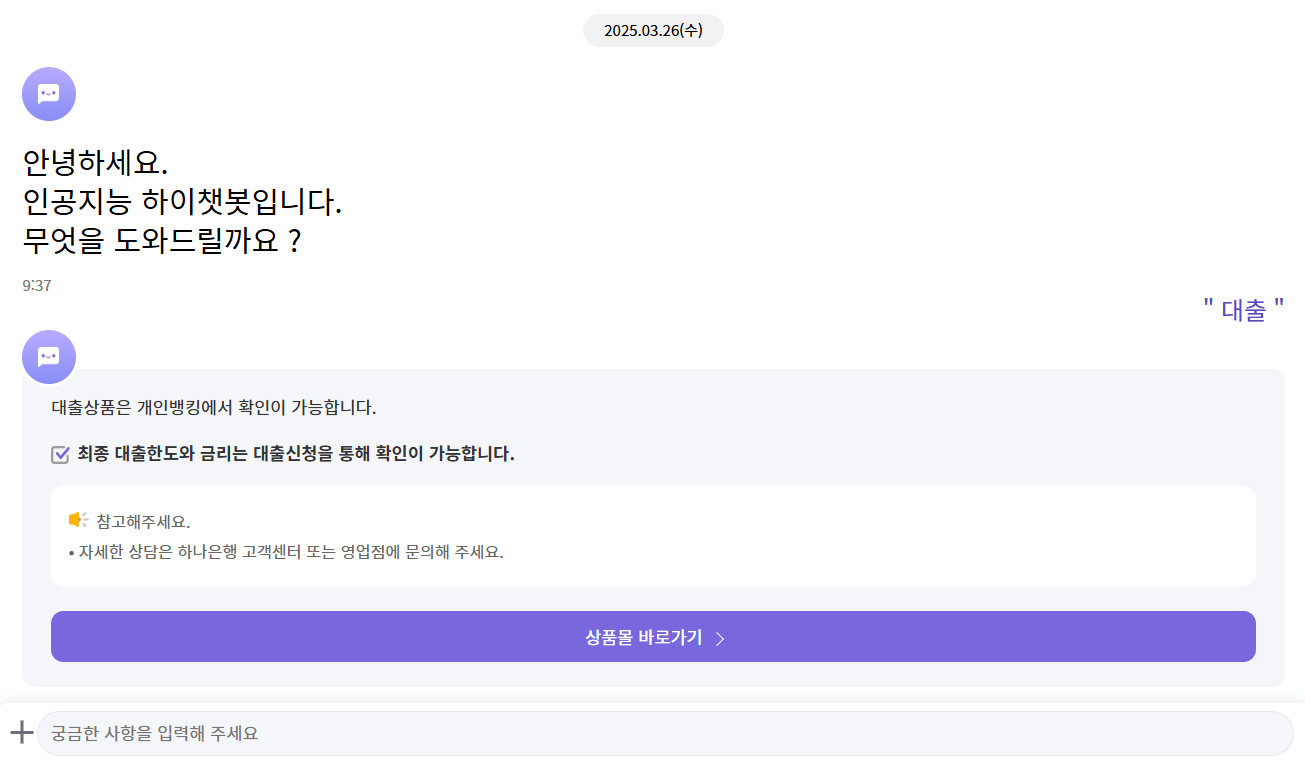 2025.03.26(수)
안녕하세요.
인공지능 하이챗봇입니다.
무엇을 도와드릴까요 ?
9:37
" 대출 "
대출상품은 개인뱅킹에서 확인이 가능합니다.
최종 대출한도와 금리는 대출신청을 통해 확인이 가능합니다.
참고해주세요.
• 자세한 상담은 하나은행 고객센터 또는 영업점에 문의해 주세요.
상품몰 바로가기
궁금한 사항을 입력해 주세요